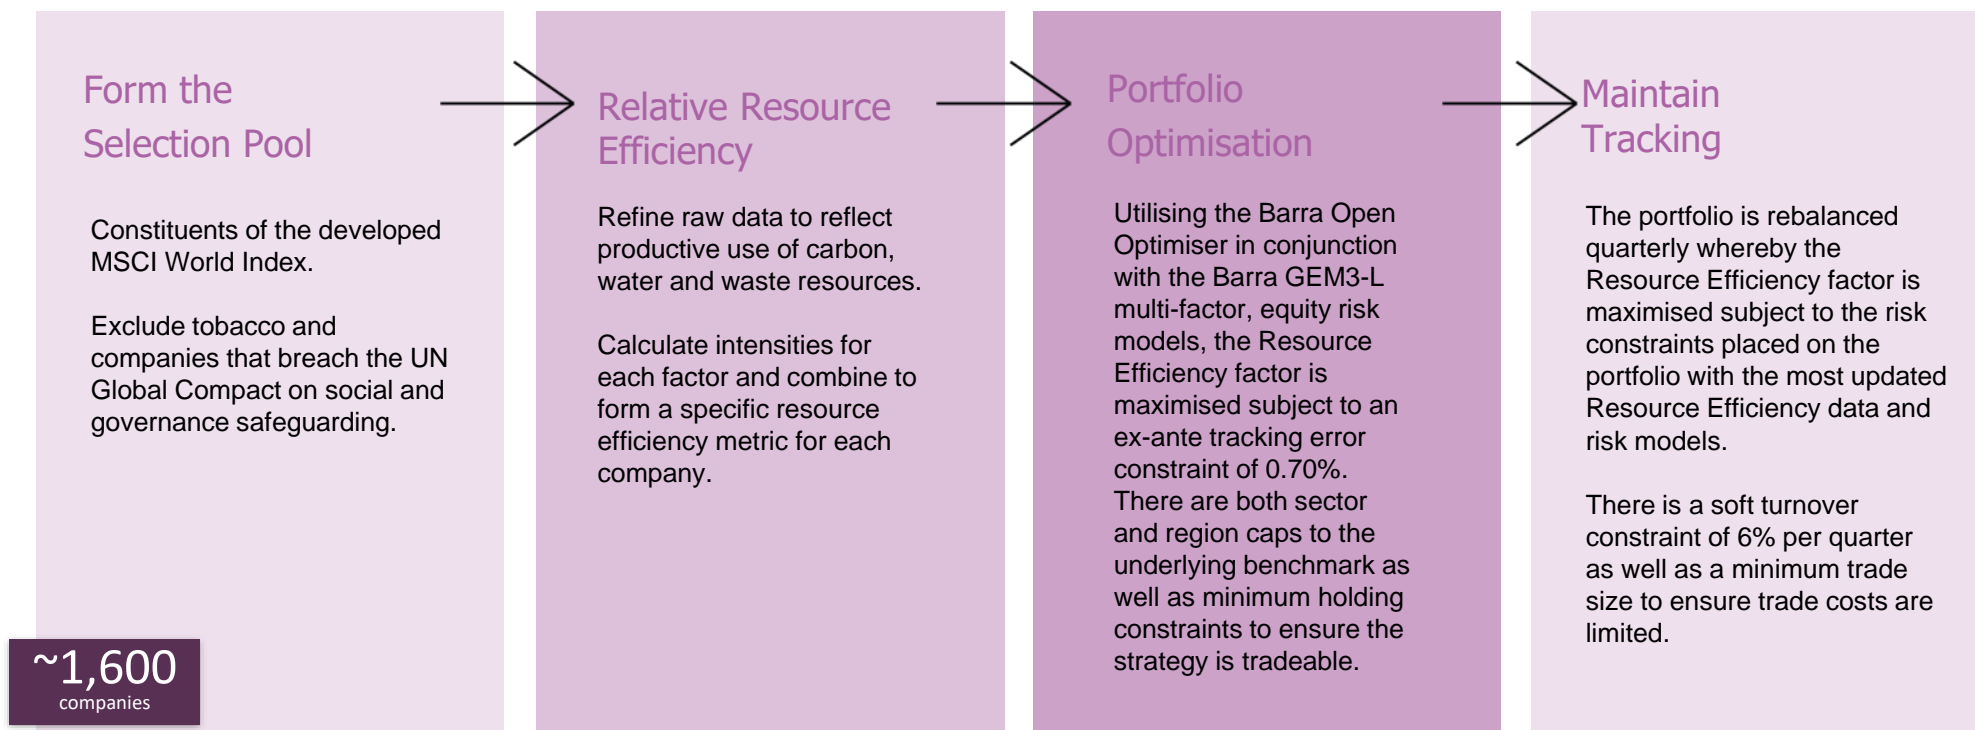 Form the
Selection Pool
Constituents of the developed
MSCI World Index.
Exclude tobacco and
companies that breach the UN
Global Compact on social and
governance safeguarding.
~1,600
companies
Relative Resource
Efficiency
Refine raw data to reflect
productive use of carbon,
water and waste resources.
Calculate intensities for
each factor and combine to
form a specific resource
efficiency metric for each
company.
Portfolio
Optimisation
Utilising the Barra Open
Optimiser in conjunction
with the Barra GEM3-L
multi-factor, equity risk
models, the Resource
Efficiency factor is
maximised subject to an
ex-ante tracking error
constraint of 0.70%.
There are both sector
and region caps to the
underlying benchmark as
well as minimum holding
constraints to ensure the
strategy is tradeable.
Maintain
Tracking
The portfolio is rebalanced
quarterly whereby the
Resource Efficiency factor is
maximised subject to the risk
constraints placed on the
portfolio with the most updated
Resource Efficiency data and
risk models.
There is a soft turnover
constraint of 6% per quarter
as well as a minimum trade
size to ensure trade costs are
limited.